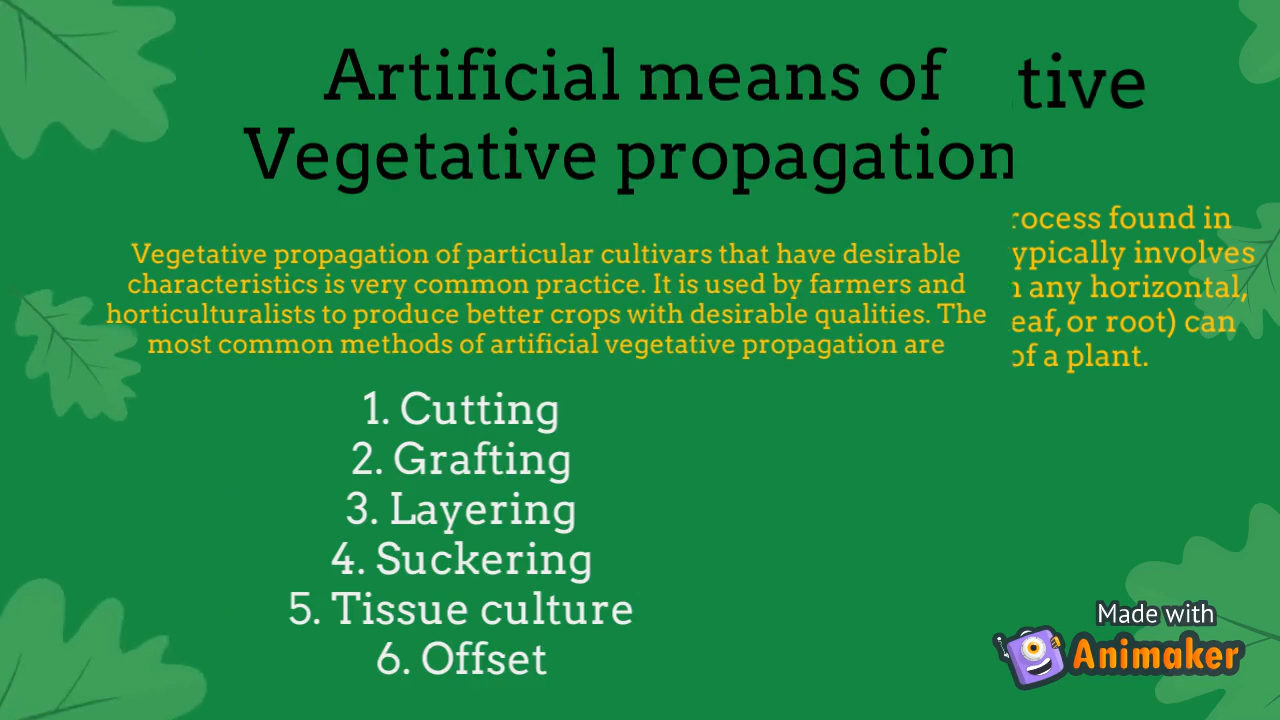 Artificial means of
Vegetative propagation
tive
Vegetative propagation of particular cultivars that have desirable
characteristics is very common practice. It is used by farmers and
horticulturalists to produce better crops with desirable qualities. The
most common methods of artificial vegetative propagation are
rocess found in
ypically involves
any horizontal,
eaf, or root) can
of a plant.
1. Cutting
2. Grafting
3. Layering
4. Suckering
5. Tissue culture
6. Offset
Made with
Animaker